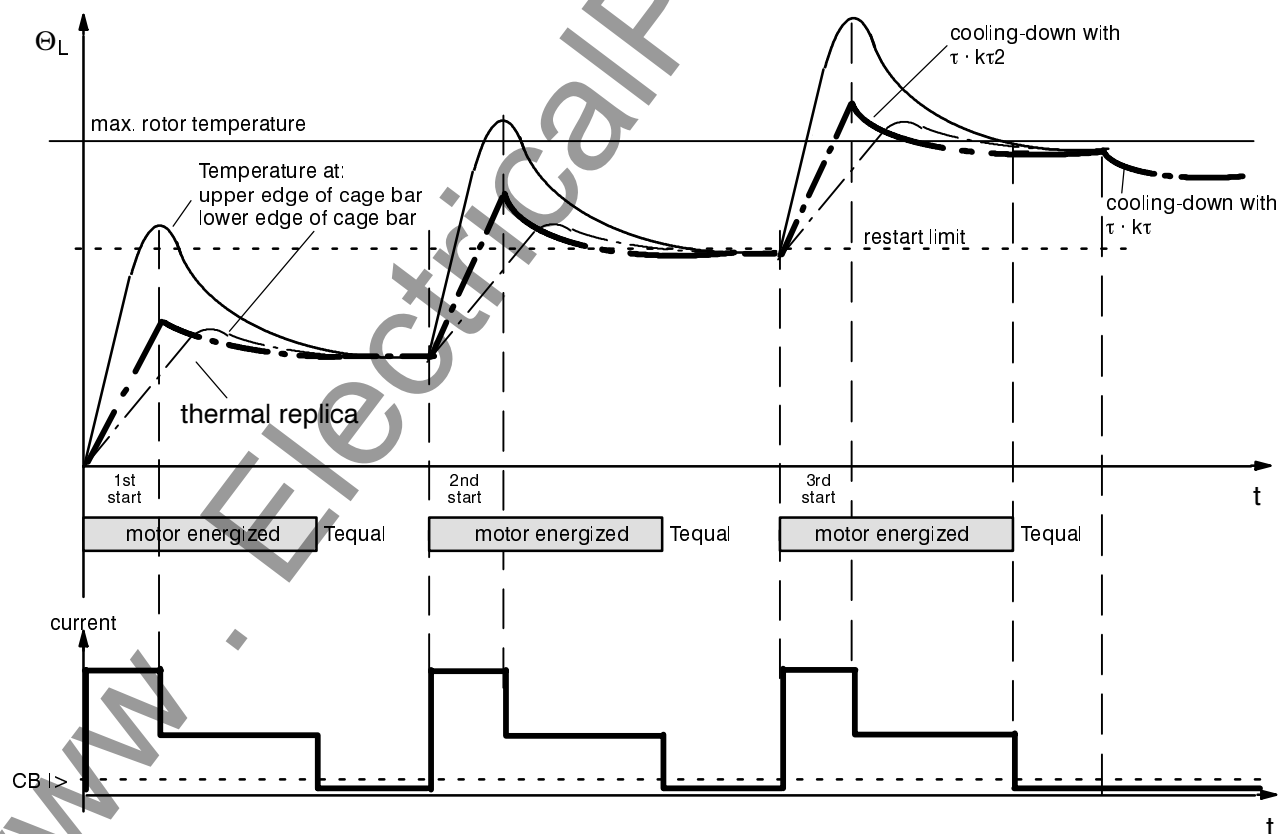 Θ_L
cooling-down with
τ · kτ2
max. rotor temperature
Temperature at:
upper edge of cage bar
lower edge of cage bar
cooling-down with
τ · kτ
restart limit
thermal replica
1st
start
2nd
start
3rd
start
t
motor energized
Tequal
motor energized
Tequal
motor energized
Tequal
current
CB I>
t
www . ElectricalP